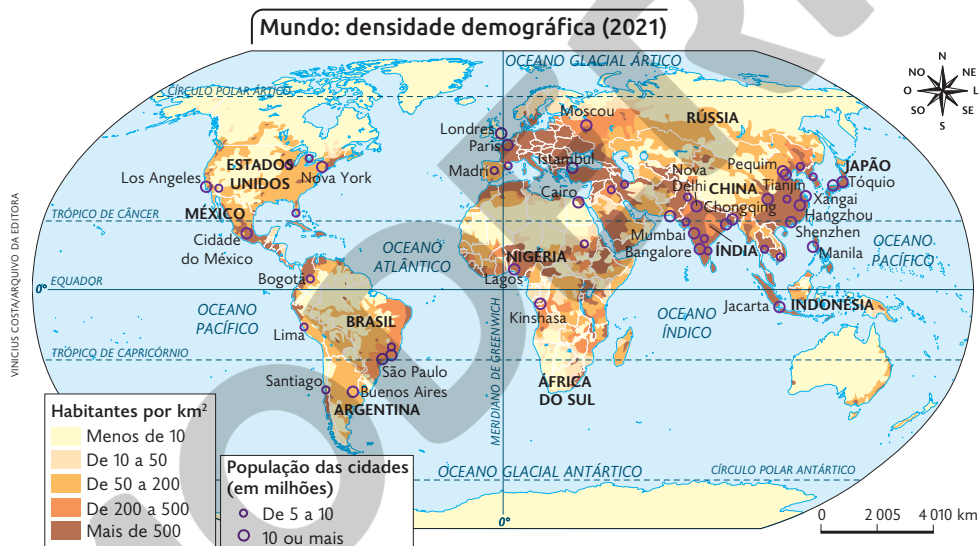 Mundo: densidade demográfica (2021)
OCEANO GLACIAL ÁRTICO
CÍRCULO POLAR ÁRTICO
N
NO
NE
O
L
SO
SE
S
Moscou
RÚSSIA
Londres
Paris
ESTADOS
UNIDOS
Nova York
Los Angeles
Madri
Istambul
Cairo
Nova
Delhi
Pequim
CHINA
Tianjin
JAPÃO
Tóquio
Xangai
Chongqing
Hangzhou
Shenzhen
MÉXICO
TRÓPICO DE CÂNCER
Cidade
do México
Mumbai
Bangalore
ÍNDIA
Manila
OCEANO
PACÍFICO
OCEANO
ATLÂNTICO
NIGÉRIA
Lagos
Bogotá
EQUADOR
0°
OCEANO
PACÍFICO
Kinshasa
OCEANO
ÍNDICO
Jacarta
INDONÉSIA
Lima
BRASIL
TRÓPICO DE CAPRICÓRNIO
São Paulo
Santiago
Buenos Aires
ARGENTINA
MERIDIANO DE GREENWICH
ÁFRICA
DO SUL
OCEANO GLACIAL ANTÁRTICO
CÍRCULO POLAR ANTÁRTICO
0°
Habitantes por km²
Menos de 10
De 10 a 50
De 50 a 200
De 200 a 500
Mais de 500
População das cidades
(em milhões)
De 5 a 10
10 ou mais
0 2 005 4 010 km
VINICIUS COSTA/ARQUIVO DA EDITORA